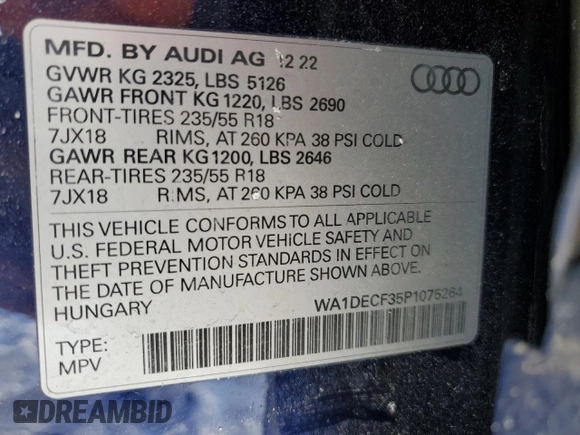 MFD. BY AUDI AG 12 22
GVWR KG 2325, LBS 5126
GAWR FRONT KG 1220, LBS 2690
FRONT-TIRES 235/55 R18
7JX18 RIMS, AT 260 KPA 38 PSI COLD
GAWR REAR KG1200, LBS 2646
REAR-TIRES 235/55 R18
7JX18 RIMS, AT 260 KPA 38 PSI COLD
THIS VEHICLE CONFORMS TO ALL APPLICABLE
U.S. FEDERAL MOTOR VEHICLE SAFETY AND
THEFT PREVENTION STANDARDS IN EFFECT ON
THE DATE OF MANUFACTURE SHOWN ABOVE.
HUNGARY
WA1DECF35P1075264
TYPE:
MPV
DREAMBID